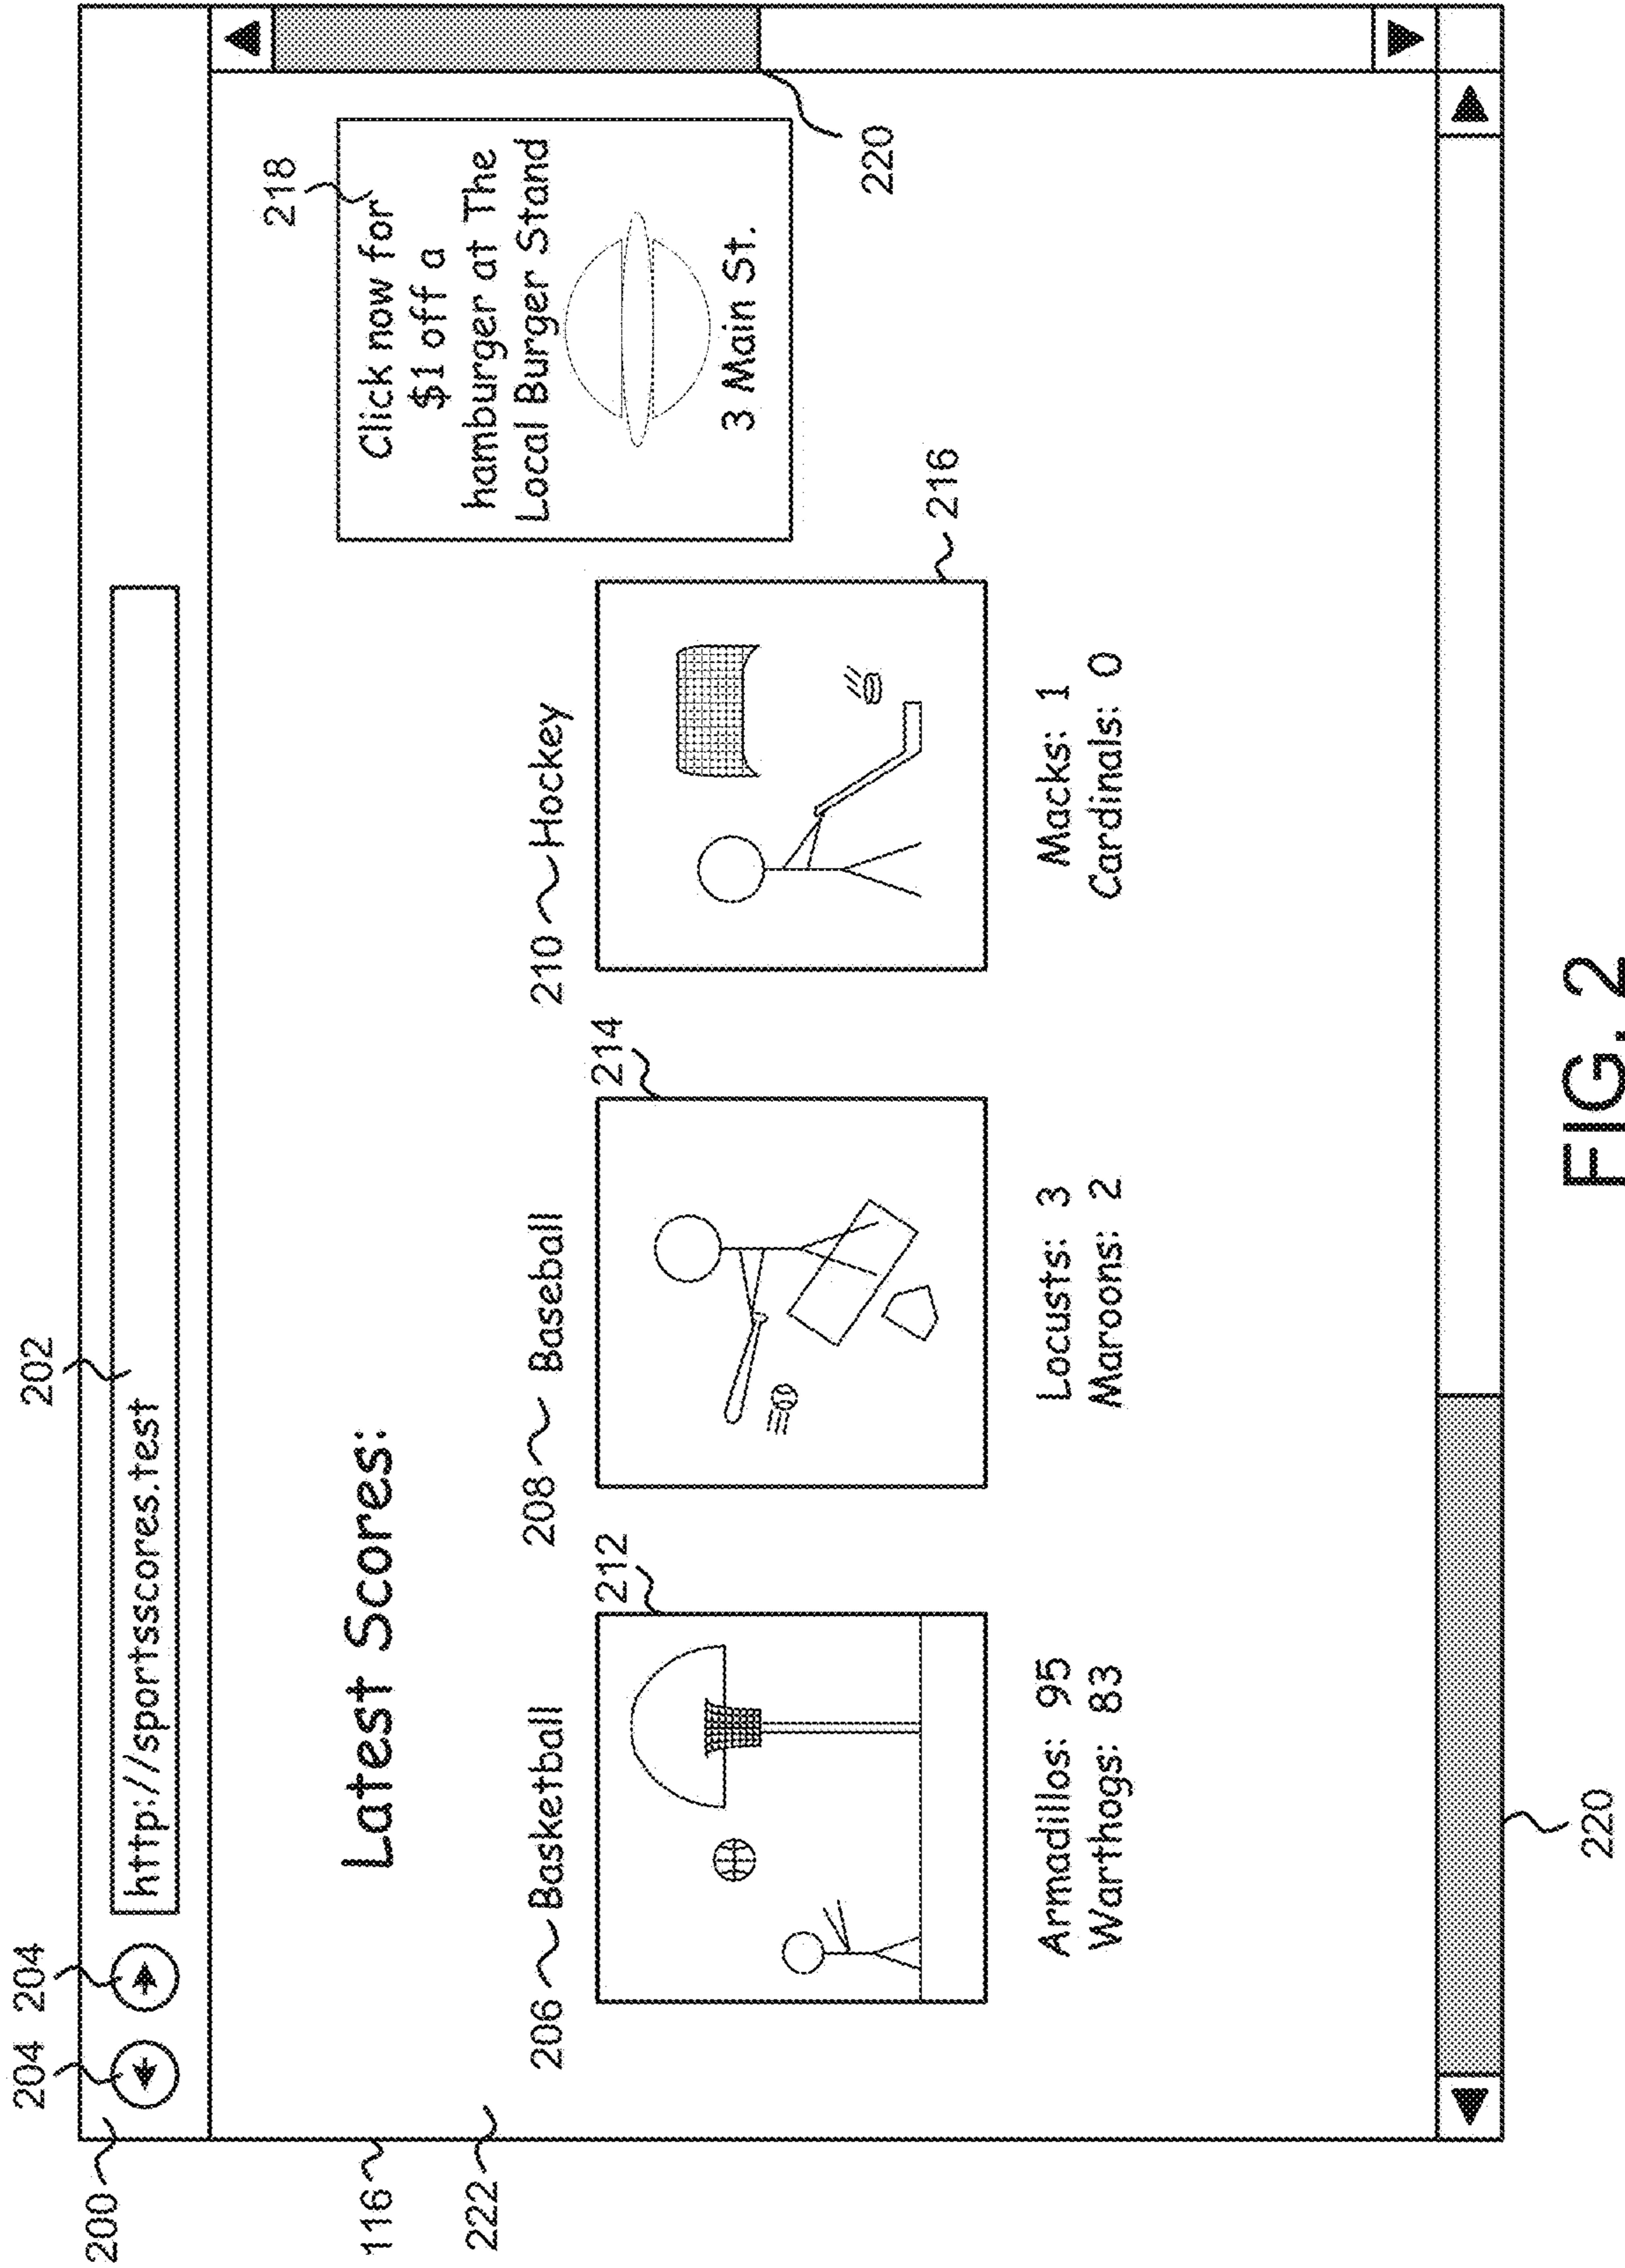 200
204
204
202
http://sportsscores.test
116
222
Latest Scores:
218
Click now for
$1 off a
hamburger at The
Local Burger Stand
3 Main St.
220
206
Basketball
212
Armadillos: 95
Warthogs: 83
208
Baseball
214
Locusts: 3
Maroons: 2
210
Hockey
216
Macks: 1
Cardinals: 0
220
FIG. 2